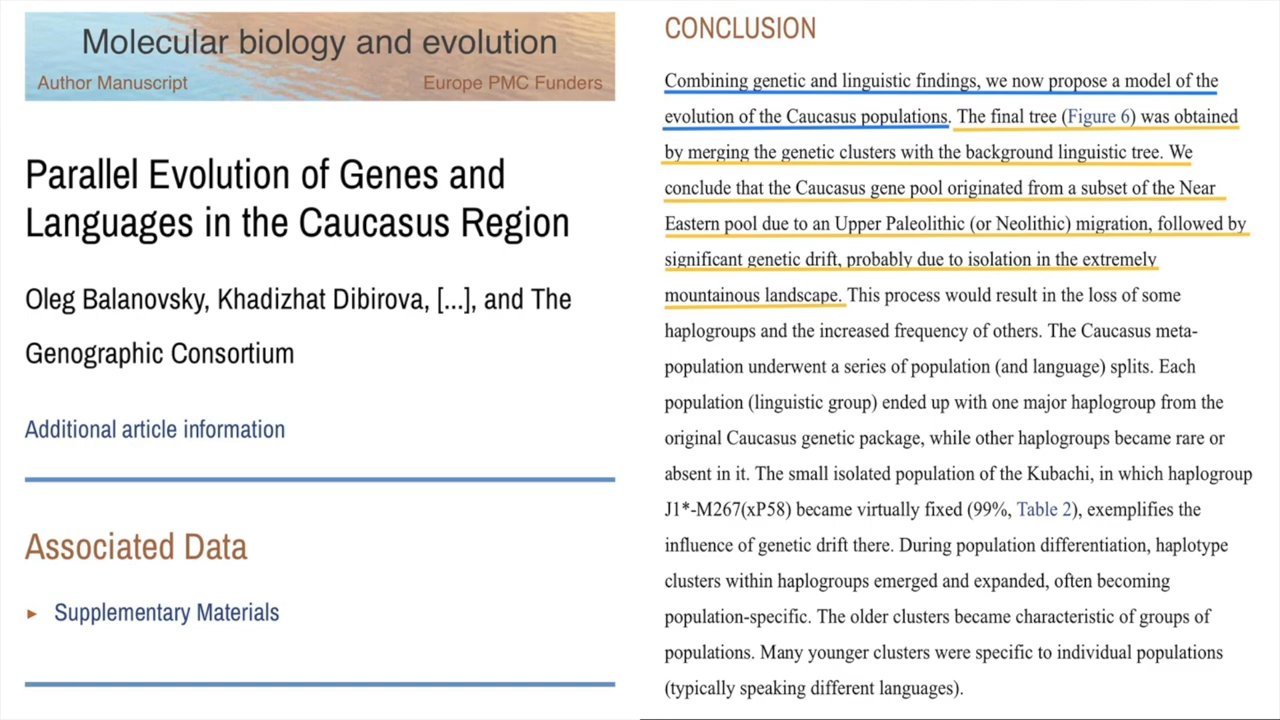 Molecular biology and evolution
Author Manuscript
Europe PMC Funders
Parallel Evolution of Genes and
Languages in the Caucasus Region
Oleg Balanovsky, Khadizhat Dibirova, [...], and The
Genographic Consortium
Additional article information
Associated Data
► Supplementary Materials
CONCLUSION
Combining genetic and linguistic findings, we now propose a model of the
evolution of the Caucasus populations. The final tree (Figure 6) was obtained
by merging the genetic clusters with the background linguistic tree. We
conclude that the Caucasus gene pool originated from a subset of the Near
Eastern pool due to an Upper Paleolithic (or Neolithic) migration, followed by
significant genetic drift, probably due to isolation in the extremely
mountainous landscape. This process would result in the loss of some
haplogroups and the increased frequency of others. The Caucasus meta-
population underwent a series of population (and language) splits. Each
population (linguistic group) ended up with one major haplogroup from the
original Caucasus genetic package, while other haplogroups became rare or
absent in it. The small isolated population of the Kubachi, in which haplogroup
J1*-M267(xP58) became virtually fixed (99%, Table 2), exemplifies the
influence of genetic drift there. During population differentiation, haplotype
clusters within haplogroups emerged and expanded, often becoming
population-specific. The older clusters became characteristic of groups of
populations. Many younger clusters were specific to individual populations
(typically speaking different languages).